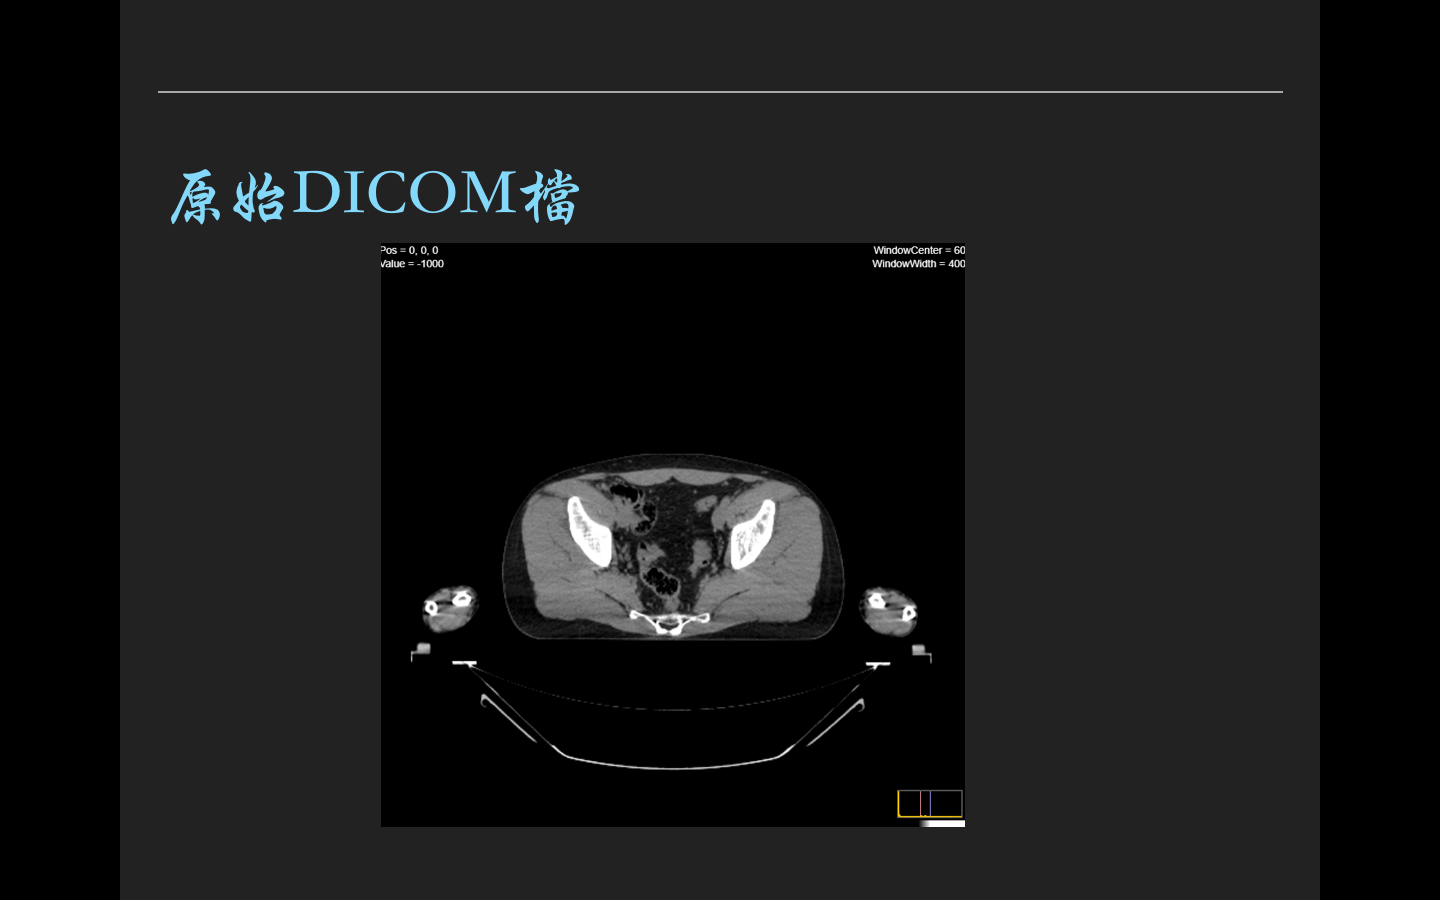 原始DICOM檔
Pos = 0, 0, 0
WindowCenter = 60
Value = -1000
WindowWidth = 400